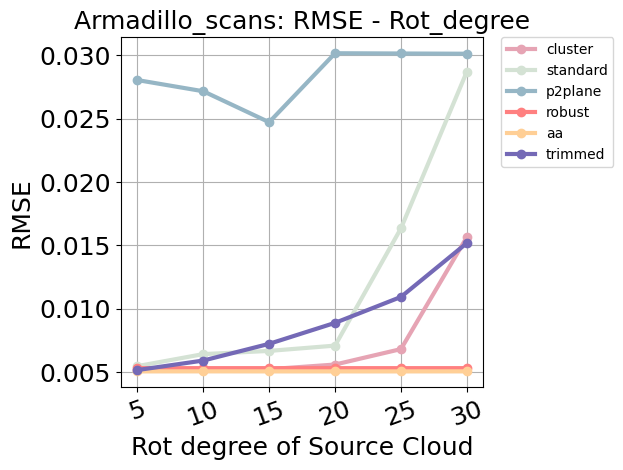 Armadillo_scans: RMSE - Rot_degree
RMSE
0.030
0.025
0.020
0.015
0.010
0.005
5 10 15 20 25 30
Rot degree of Source Cloud
cluster
standard
p2plane
robust
aa
trimmed